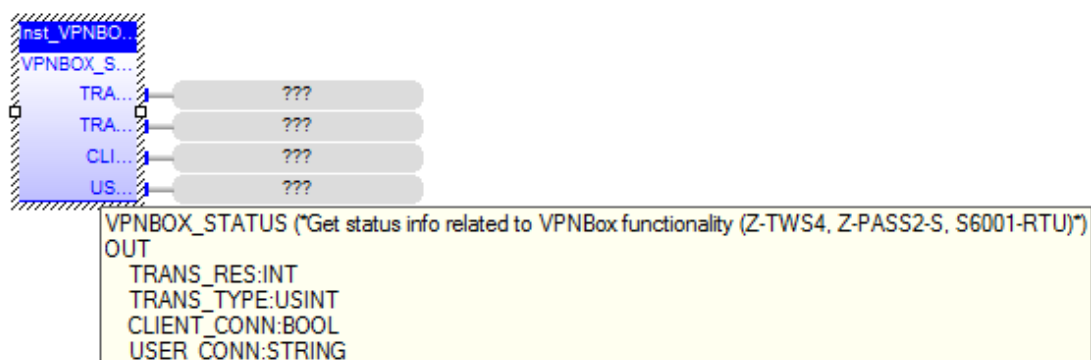 nst_VPNBO...
VPNBOX_S...
TRA... ???
TRA... ???
CLI... ???
US... ???
VPNBOX_STATUS (*Get status info related to VPNBox functionality (Z-TWS4, Z-PASS2-S, S6001-RTU)*)
OUT
TRANS_RES:INT
TRANS_TYPE:USINT
CLIENT_CONN:BOOL
USER_CONN:STRING